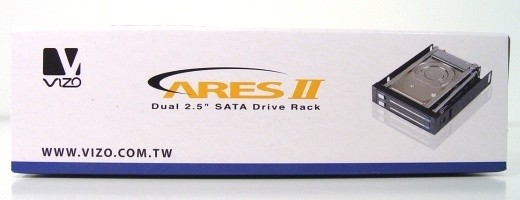 VIZO
ARES II
Dual 2.5" SATA Drive Rack
WWW.VIZO.COM.TW